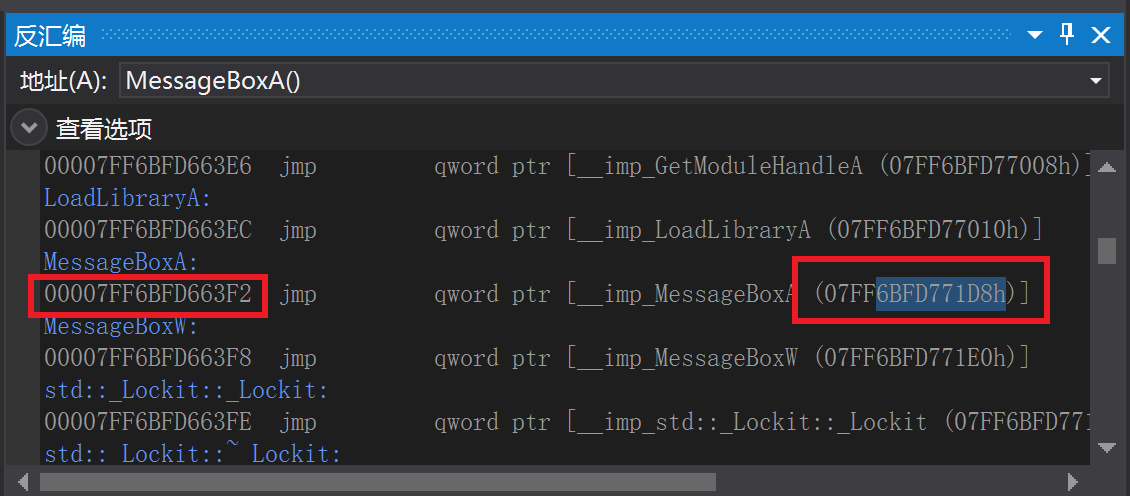 反汇编
地址(A): MessageBoxA()
查看选项
00007FF6BFD663E6 jmp qword ptr [__imp_GetModuleHandleA (07FF6BFD77008h)]
LoadLibraryA:
00007FF6BFD663EC jmp qword ptr [__imp_LoadLibraryA (07FF6BFD77010h)]
MessageBoxA:
00007FF6BFD663F2 jmp qword ptr [__imp_MessageBoxA (07FF6BFD771D8h)]
MessageBoxW:
00007FF6BFD663F8 jmp qword ptr [__imp_MessageBoxW (07FF6BFD771E0h)]
std::_Lockit::_Lockit:
00007FF6BFD663FE jmp qword ptr [__imp_std::_Lockit::_Lockit (07FF6BFD771
std::_Lockit::~_Lockit: